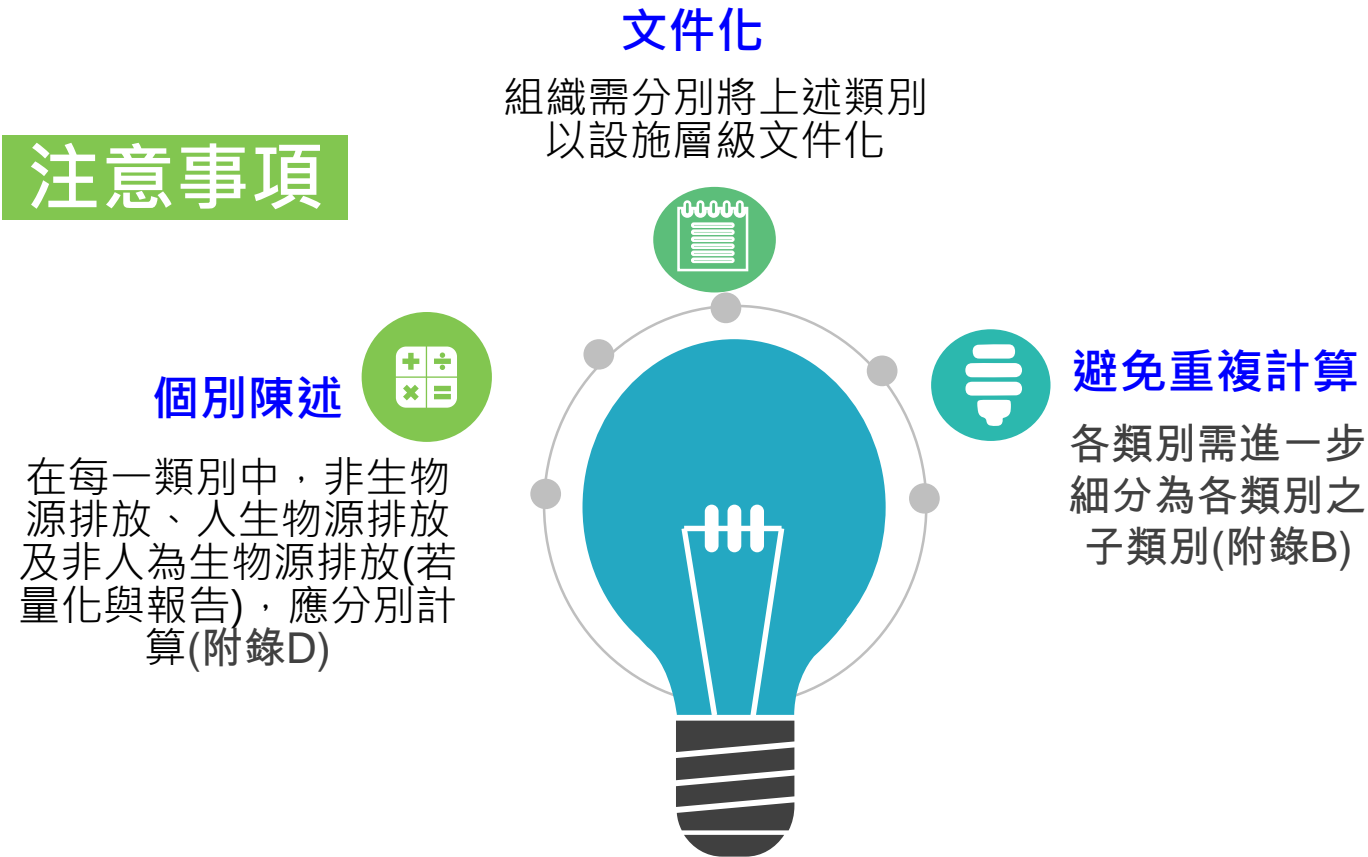 文件化
組織需分別將上述類別
以設施層級文件化
注意事項
個別陳述
在每一類別中，非生物
源排放、人生物源排放
及非人為生物源排放(若
量化與報告)，應分別計
算(附錄D)
避免重複計算
各類別需進一步
細分為各類別之
子類別(附錄B)